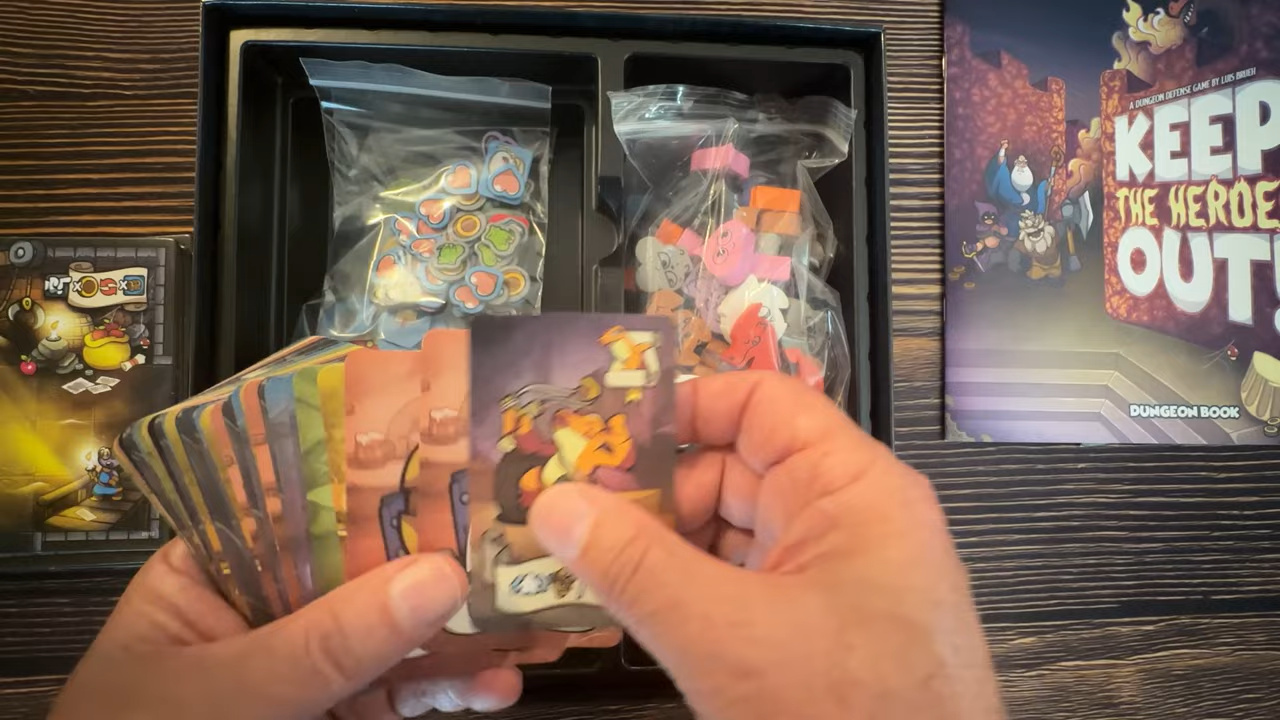 A DUNGEON DEFENSE GAME BY LUIS BRUEH
KEEP
THE HEROE
OUT!
DUNGEON BOOK